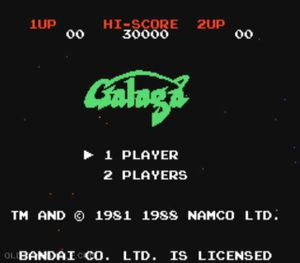 1UP HI-SCORE 2UP
00 30000 00
Galaga
1 PLAYER
2 PLAYERS
TM AND © 1981 1988 NAMCO LTD.
BANDAI CO. LTD. IS LICENSED